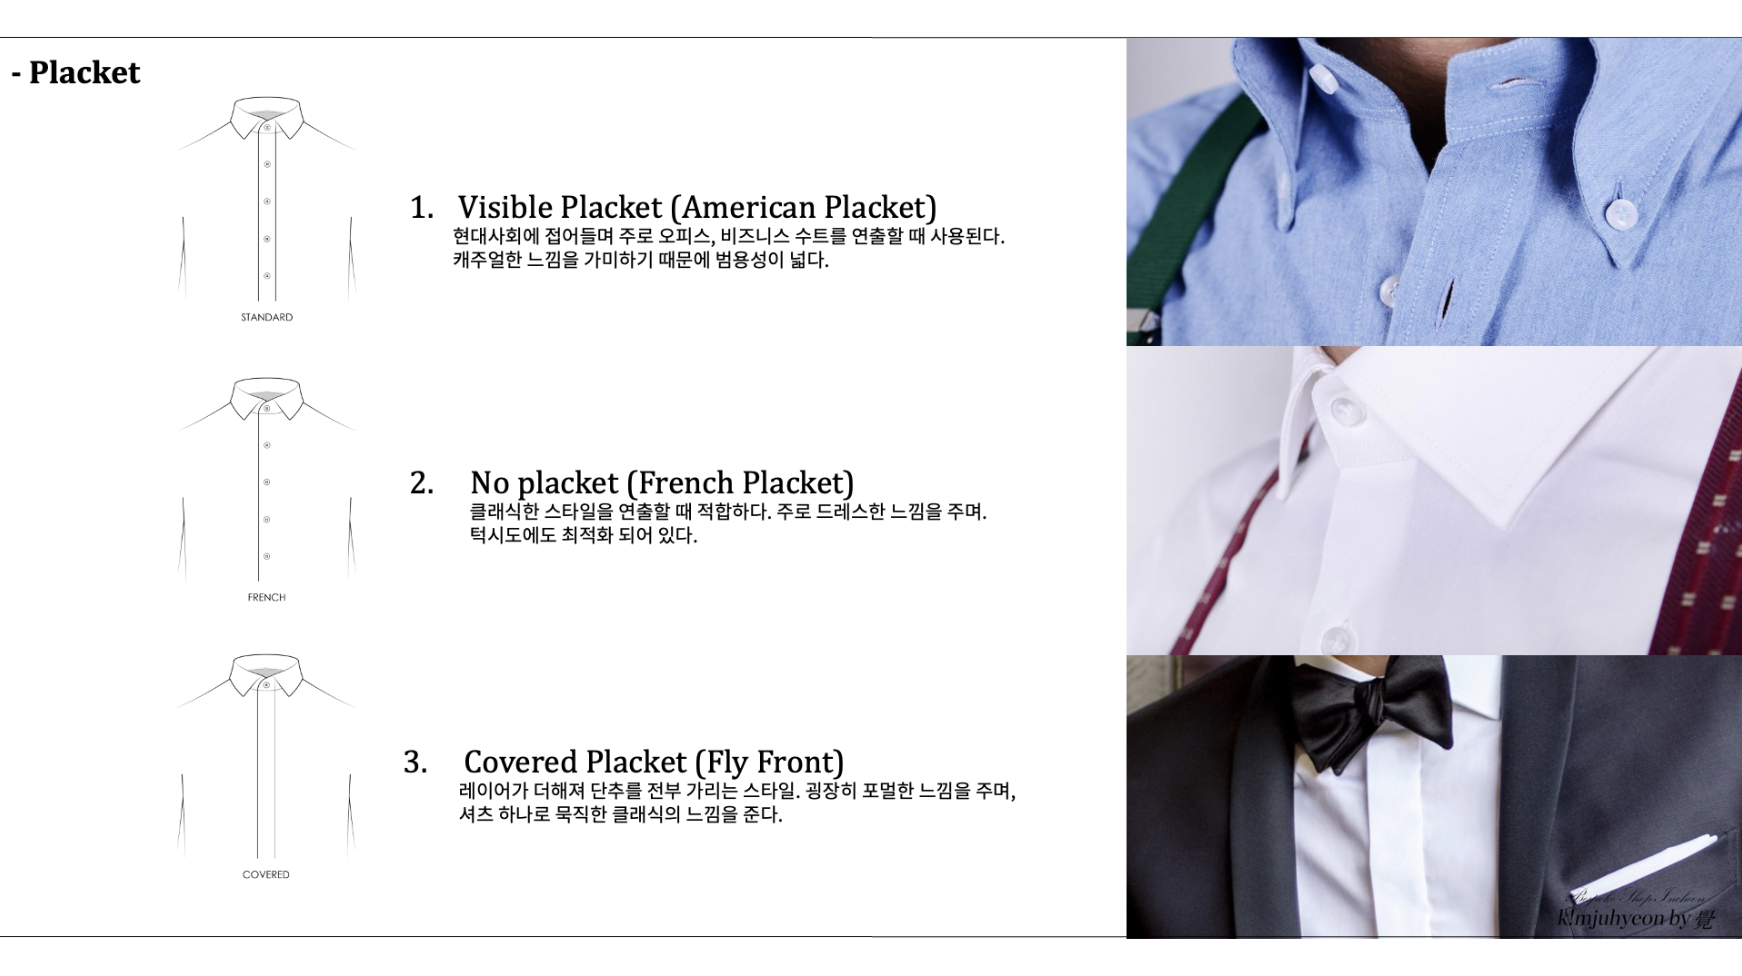 - Placket
1. Visible Placket (American Placket)
현대사회에 접어들며 주로 오피스, 비즈니스 수트를 연출할 때 사용된다.
캐주얼한 느낌을 가미하기 때문에 범용성이 넓다.
STANDARD
2. No placket (French Placket)
클래식한 스타일을 연출할 때 적합하다. 주로 드레스한 느낌을 주며.
턱시도에도 최적화 되어 있다.
FRENCH
3. Covered Placket (Fly Front)
레이어가 더해져 단추를 전부 가리는 스타일. 굉장히 포멀한 느낌을 주며,
셔츠 하나로 묵직한 클래식의 느낌을 준다.
COVERED
Bespoke Shop Incheon
k!mjuhyeon by 覺